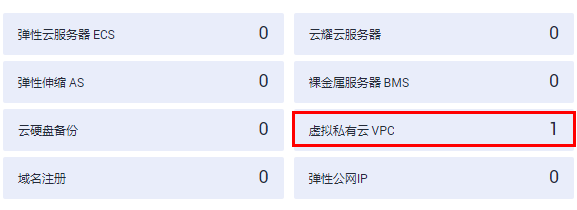 弹性云服务器 ECS 0
云耀云服务器 0
弹性伸缩 AS 0
裸金属服务器 BMS 0
云硬盘备份 0
虚拟私有云 VPC 1
域名注册 0
弹性公网IP 0